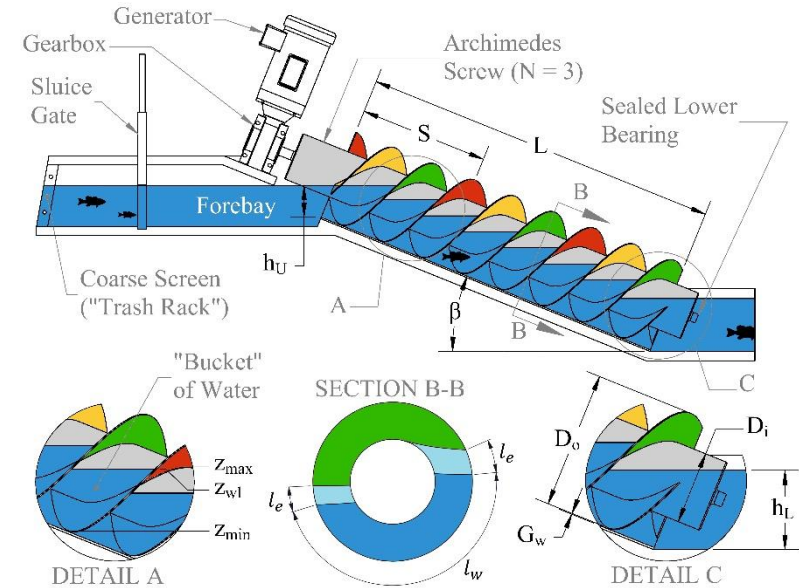 Generator
Gearbox
Sluice
Gate
Archimedes
Screw (N = 3)
Sealed Lower
Bearing
S
L
B
Forebay
h_U
Coarse Screen
("Trash Rack")
A
β
B
C
"Bucket"
of Water
z_max
z_wl
z_min
DETAIL A
SECTION B-B
l_e
l_e
l_w
D_o
D_i
G_w
h_L
DETAIL C